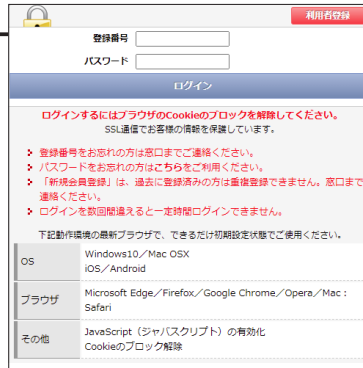 利用者登録
登録番号
パスワード
ログイン
ログインするにはブラウザのCookieのブロックを解除してください。
SSL通信でお客様の情報を保護しています。
登録番号をお忘れの方は窓口までご連絡ください。
パスワードをお忘れの方はこちらをご利用ください。
「新規会員登録」は、過去に登録済みの方は重複登録できません。窓口まで
連絡ください。
ログインを数回間違えると一定時間ログインできません。
下記動作環境の最新ブラウザで、できるだけ初期設定状態でご使用ください。
OS
Windows10／Mac OSX
iOS／Android
ブラウザ
Microsoft Edge／Firefox／Google Chrome／Opera／Mac：
Safari
その他
JavaScript（ジャバスクリプト）の有効化
Cookieのブロック解除